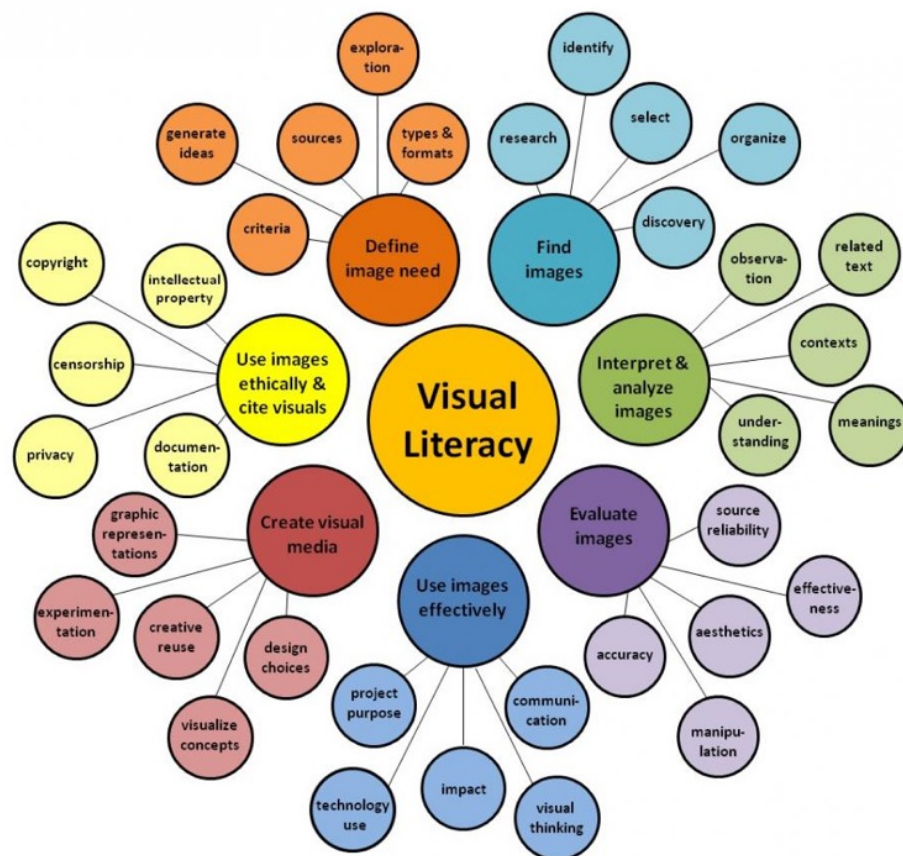 Visual
Literacy
Define
image need
explora-
tion
generate
ideas
sources
types &
formats
criteria
Find
images
identify
research
select
organize
discovery
Interpret &
analyze
images
observa-
tion
related
text
contexts
meanings
under-
standing
Evaluate
images
source
reliability
effective-
ness
aesthetics
accuracy
manipu-
lation
Use images
effectively
communi-
cation
project
purpose
impact
technology
use
visual
thinking
Create visual
media
graphic
represen-
tations
experimen-
tation
creative
reuse
design
choices
visualize
concepts
Use images
ethically &
cite visuals
copyright
intellectual
property
censorship
privacy
documen-
tation